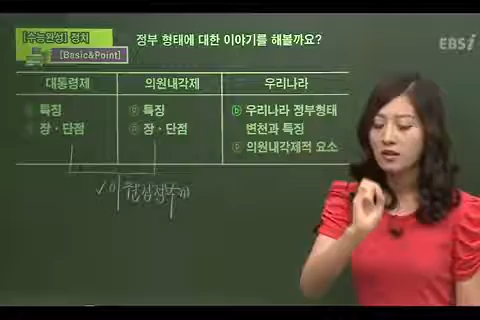 [수능완성] 정치
[Basic&Point]
정부 형태에 대한 이야기를 해볼까요?
EBSi
대통령제 의원내각제 우리나라
ⓐ 특징 ⓐ 특징 ⓑ 우리나라 정부형태
변천과 특징
장·단점 ⓑ 장·단점 ⓒ 의원내각제적 요소